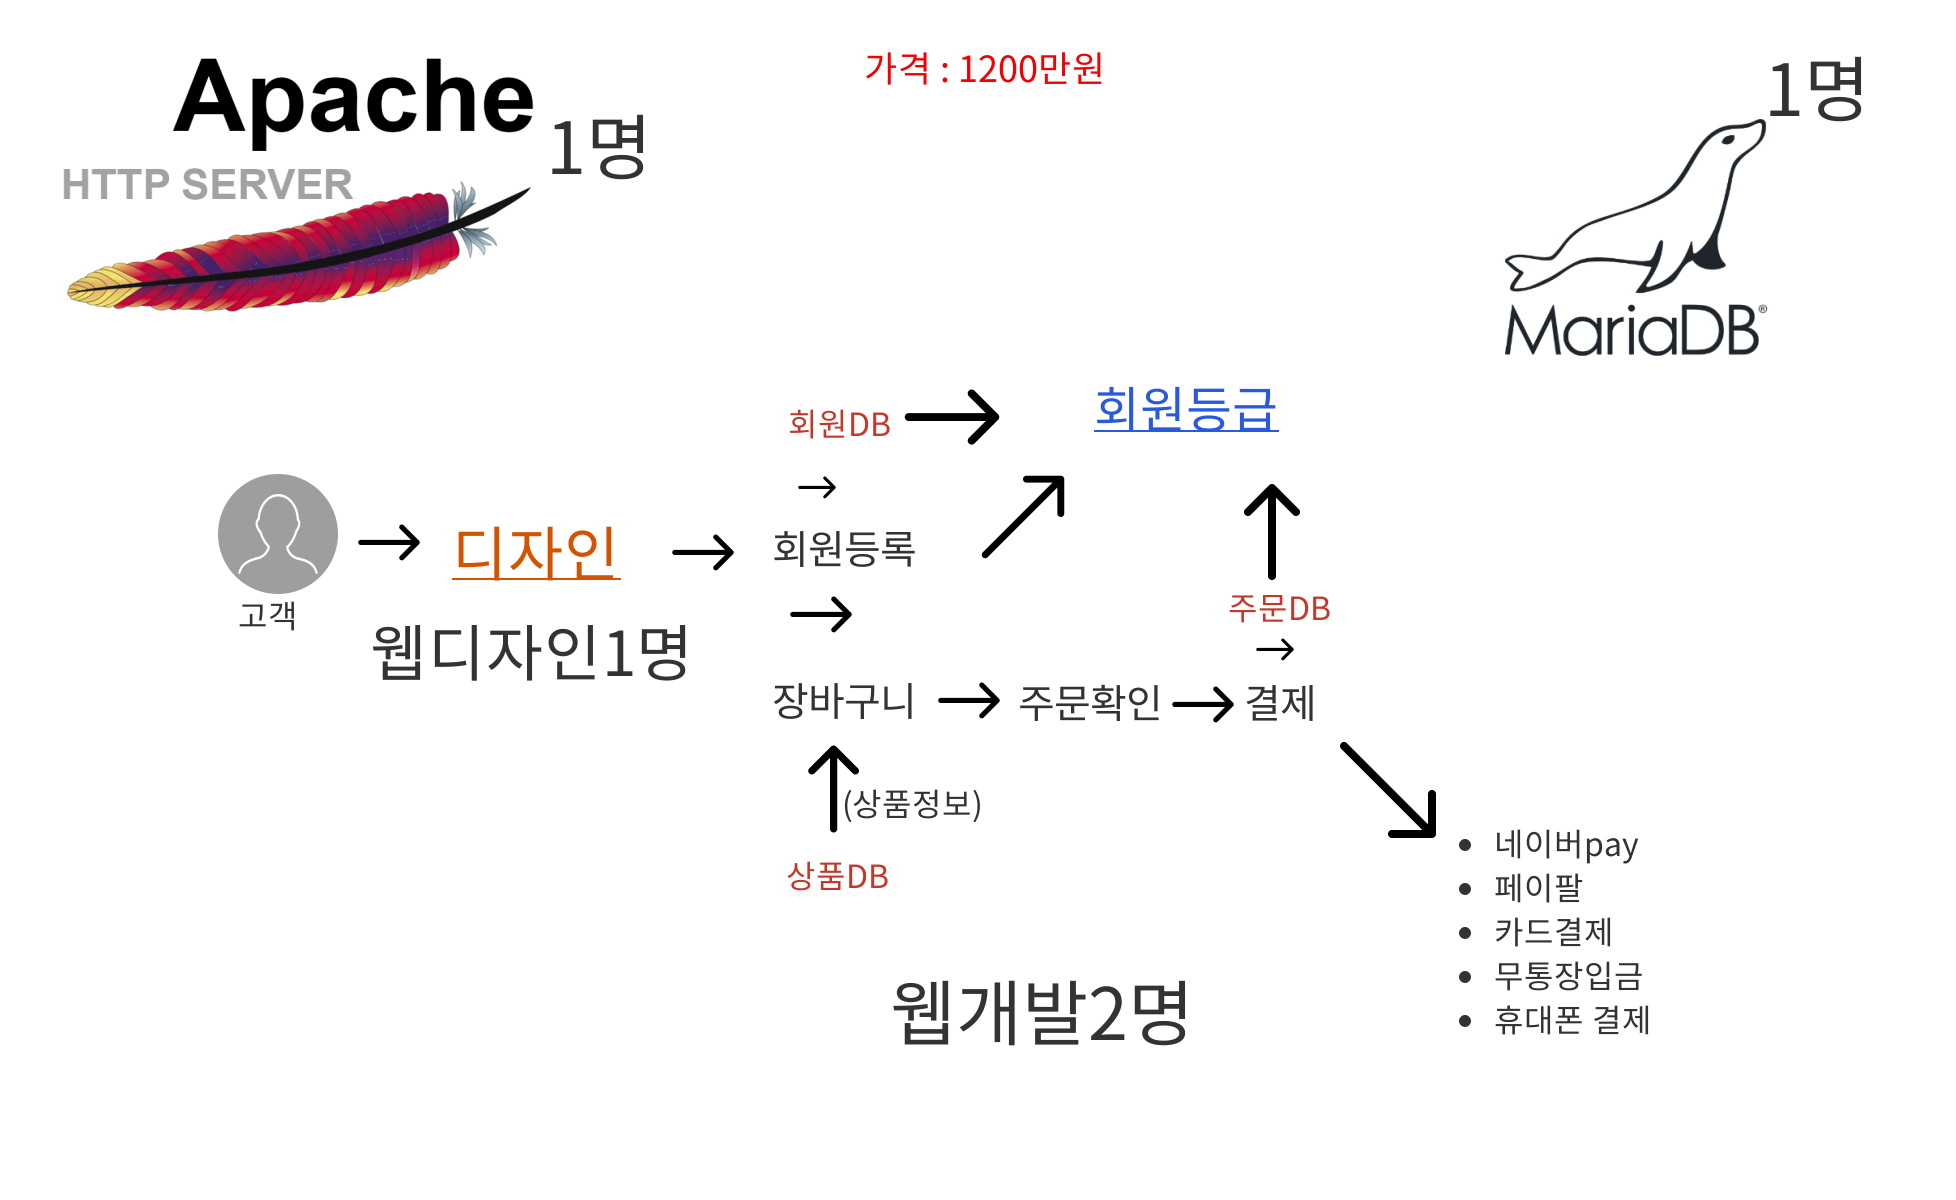 가격 : 1200만원
Apache
1명
HTTP SERVER
1명
MariaDB®
회원DB
회원등급
회원등록
디자인
고객
웹디자인1명
주문DB
장바구니
주문확인
결제
(상품정보)
상품DB
네이버pay
페이팔
카드결제
무통장입금
휴대폰 결제
웹개발2명